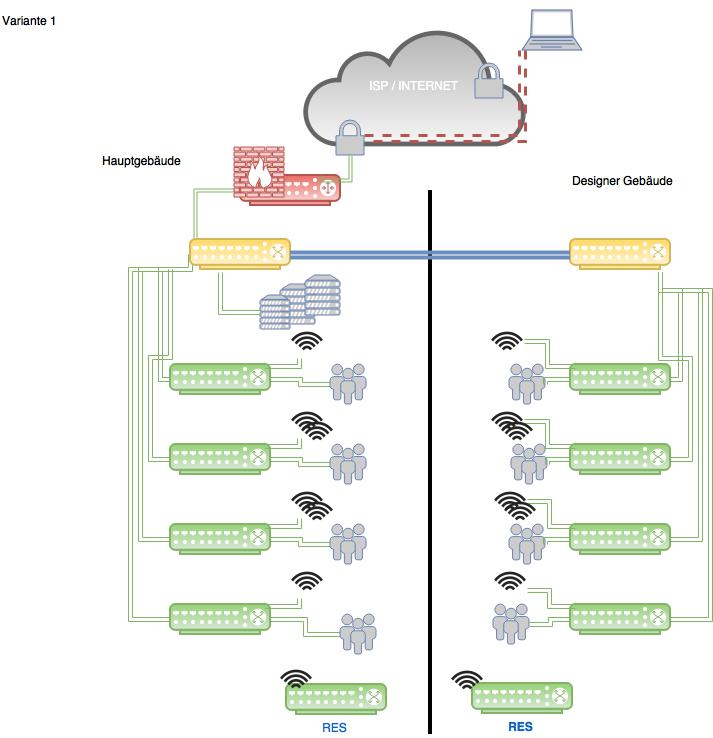 Variante 1
ISP / INTERNET
Hauptgebäude
Designer Gebäude
RES
RES